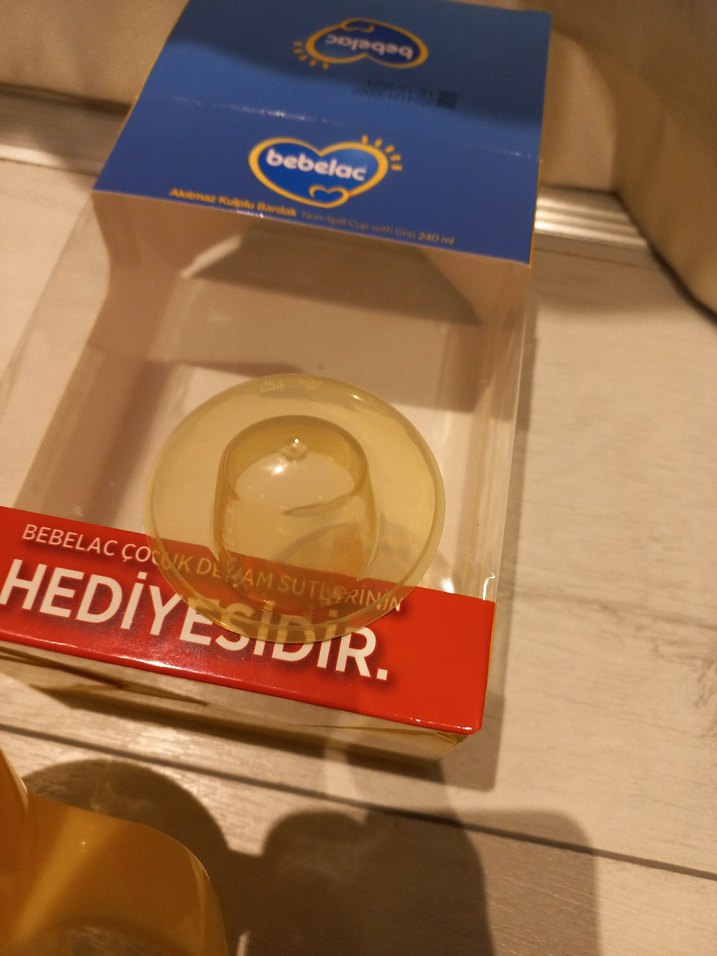 bebelac
bebelac
Akıtmaz Kulplu Bardak Non-Spill Cup with Grip 240 ml
BEBELAC ÇOCUK DEVAM SÜTLERİNİN
HEDİYESİDİR.